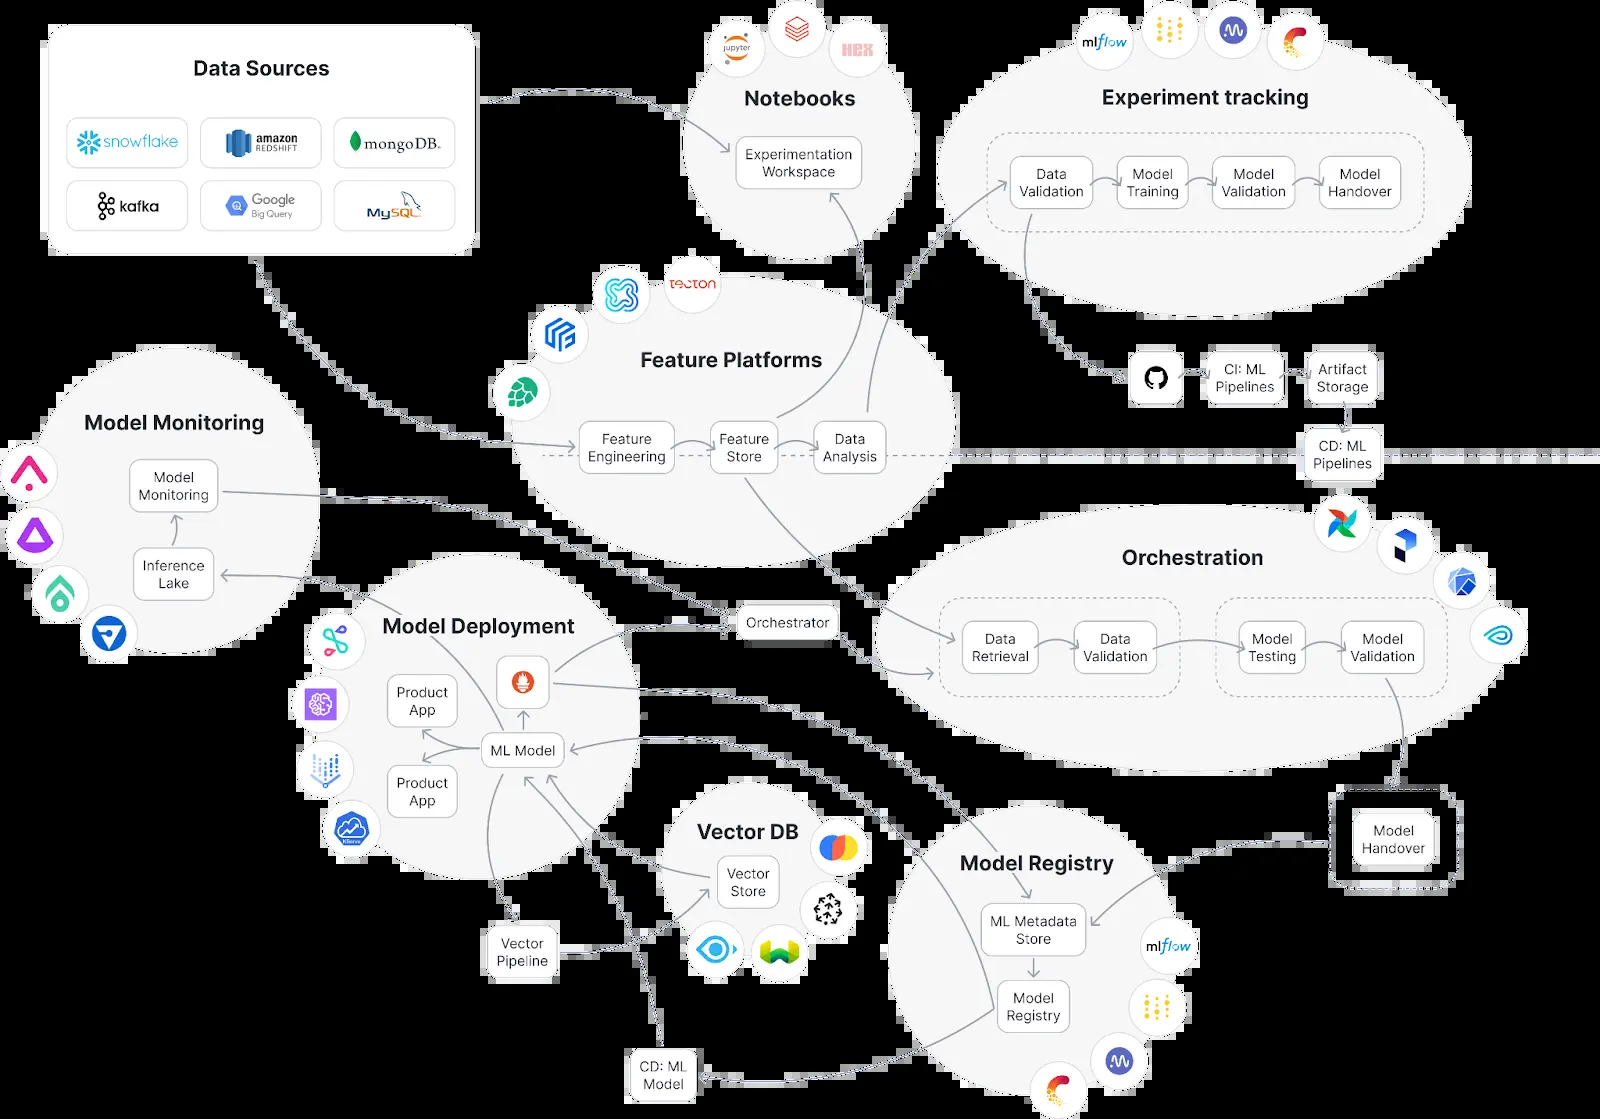 Data Sources
snowflake
amazon
REDSHIFT
mongoDB.
kafka
Google
Big Query
MySQL
jupyter
HEX
Notebooks
Experimentation
Workspace
mlflow
Experiment tracking
Data
Validation
Model
Training
Model
Validation
Model
Handover
TECTON
Feature Platforms
Feature
Engineering
Feature
Store
Data
Analysis
CI: ML
Pipelines
Artifact
Storage
CD: ML
Pipelines
Model Monitoring
Model
Monitoring
Inference
Lake
Orchestration
Data
Retrieval
Data
Validation
Model
Testing
Model
Validation
Orchestrator
Model Deployment
Product
App
ML Model
Product
App
KServe
Vector DB
Vector
Store
Vector
Pipeline
Model
Handover
Model Registry
ML Metadata
Store
Model
Registry
mlflow
CD: ML
Model